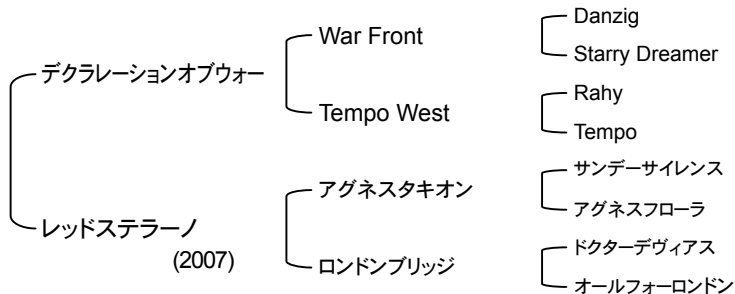 デクラレーションオブウォー
レッドステラーノ
(2007)
War Front
Tempo West
アグネスタキオン
ロンドンブリッジ
Danzig
Starry Dreamer
Rahy
Tempo
サンデーサイレンス
アグネスフローラ
ドクターデヴィアス
オールフォーロンドン